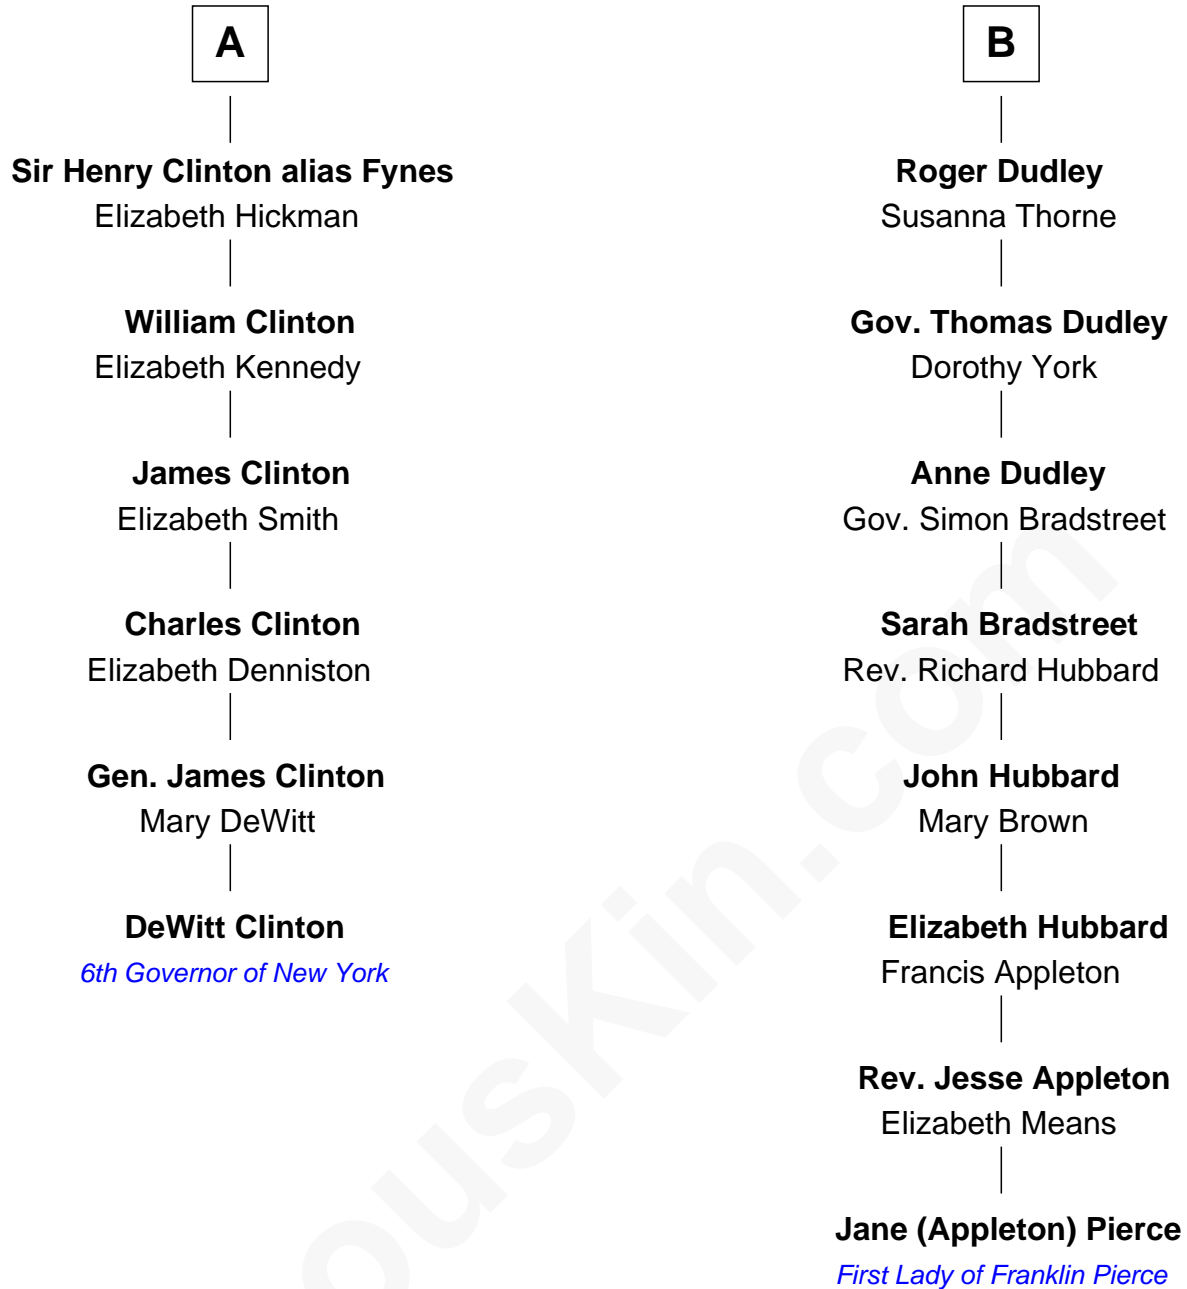 A
Sir Henry Clinton alias Fynes
Elizabeth Hickman
William Clinton
Elizabeth Kennedy
James Clinton
Elizabeth Smith
Charles Clinton
Elizabeth Denniston
Gen. James Clinton
Mary DeWitt
DeWitt Clinton
6th Governor of New York
B
Roger Dudley
Susanna Thorne
Gov. Thomas Dudley
Dorothy York
Anne Dudley
Gov. Simon Bradstreet
Sarah Bradstreet
Rev. Richard Hubbard
John Hubbard
Mary Brown
Elizabeth Hubbard
Francis Appleton
Rev. Jesse Appleton
Elizabeth Means
Jane (Appleton) Pierce
First Lady of Franklin Pierce
ousKin.com